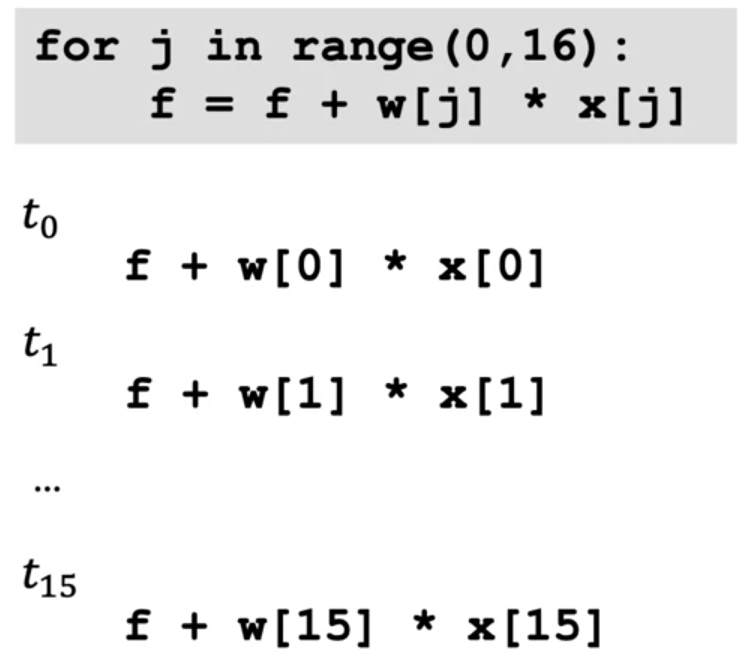 for j in range(0,16):
f = f + w[j] * x[j]
t₀
f + w[0] * x[0]
t₁
f + w[1] * x[1]
...
t₁₅
f + w[15] * x[15]